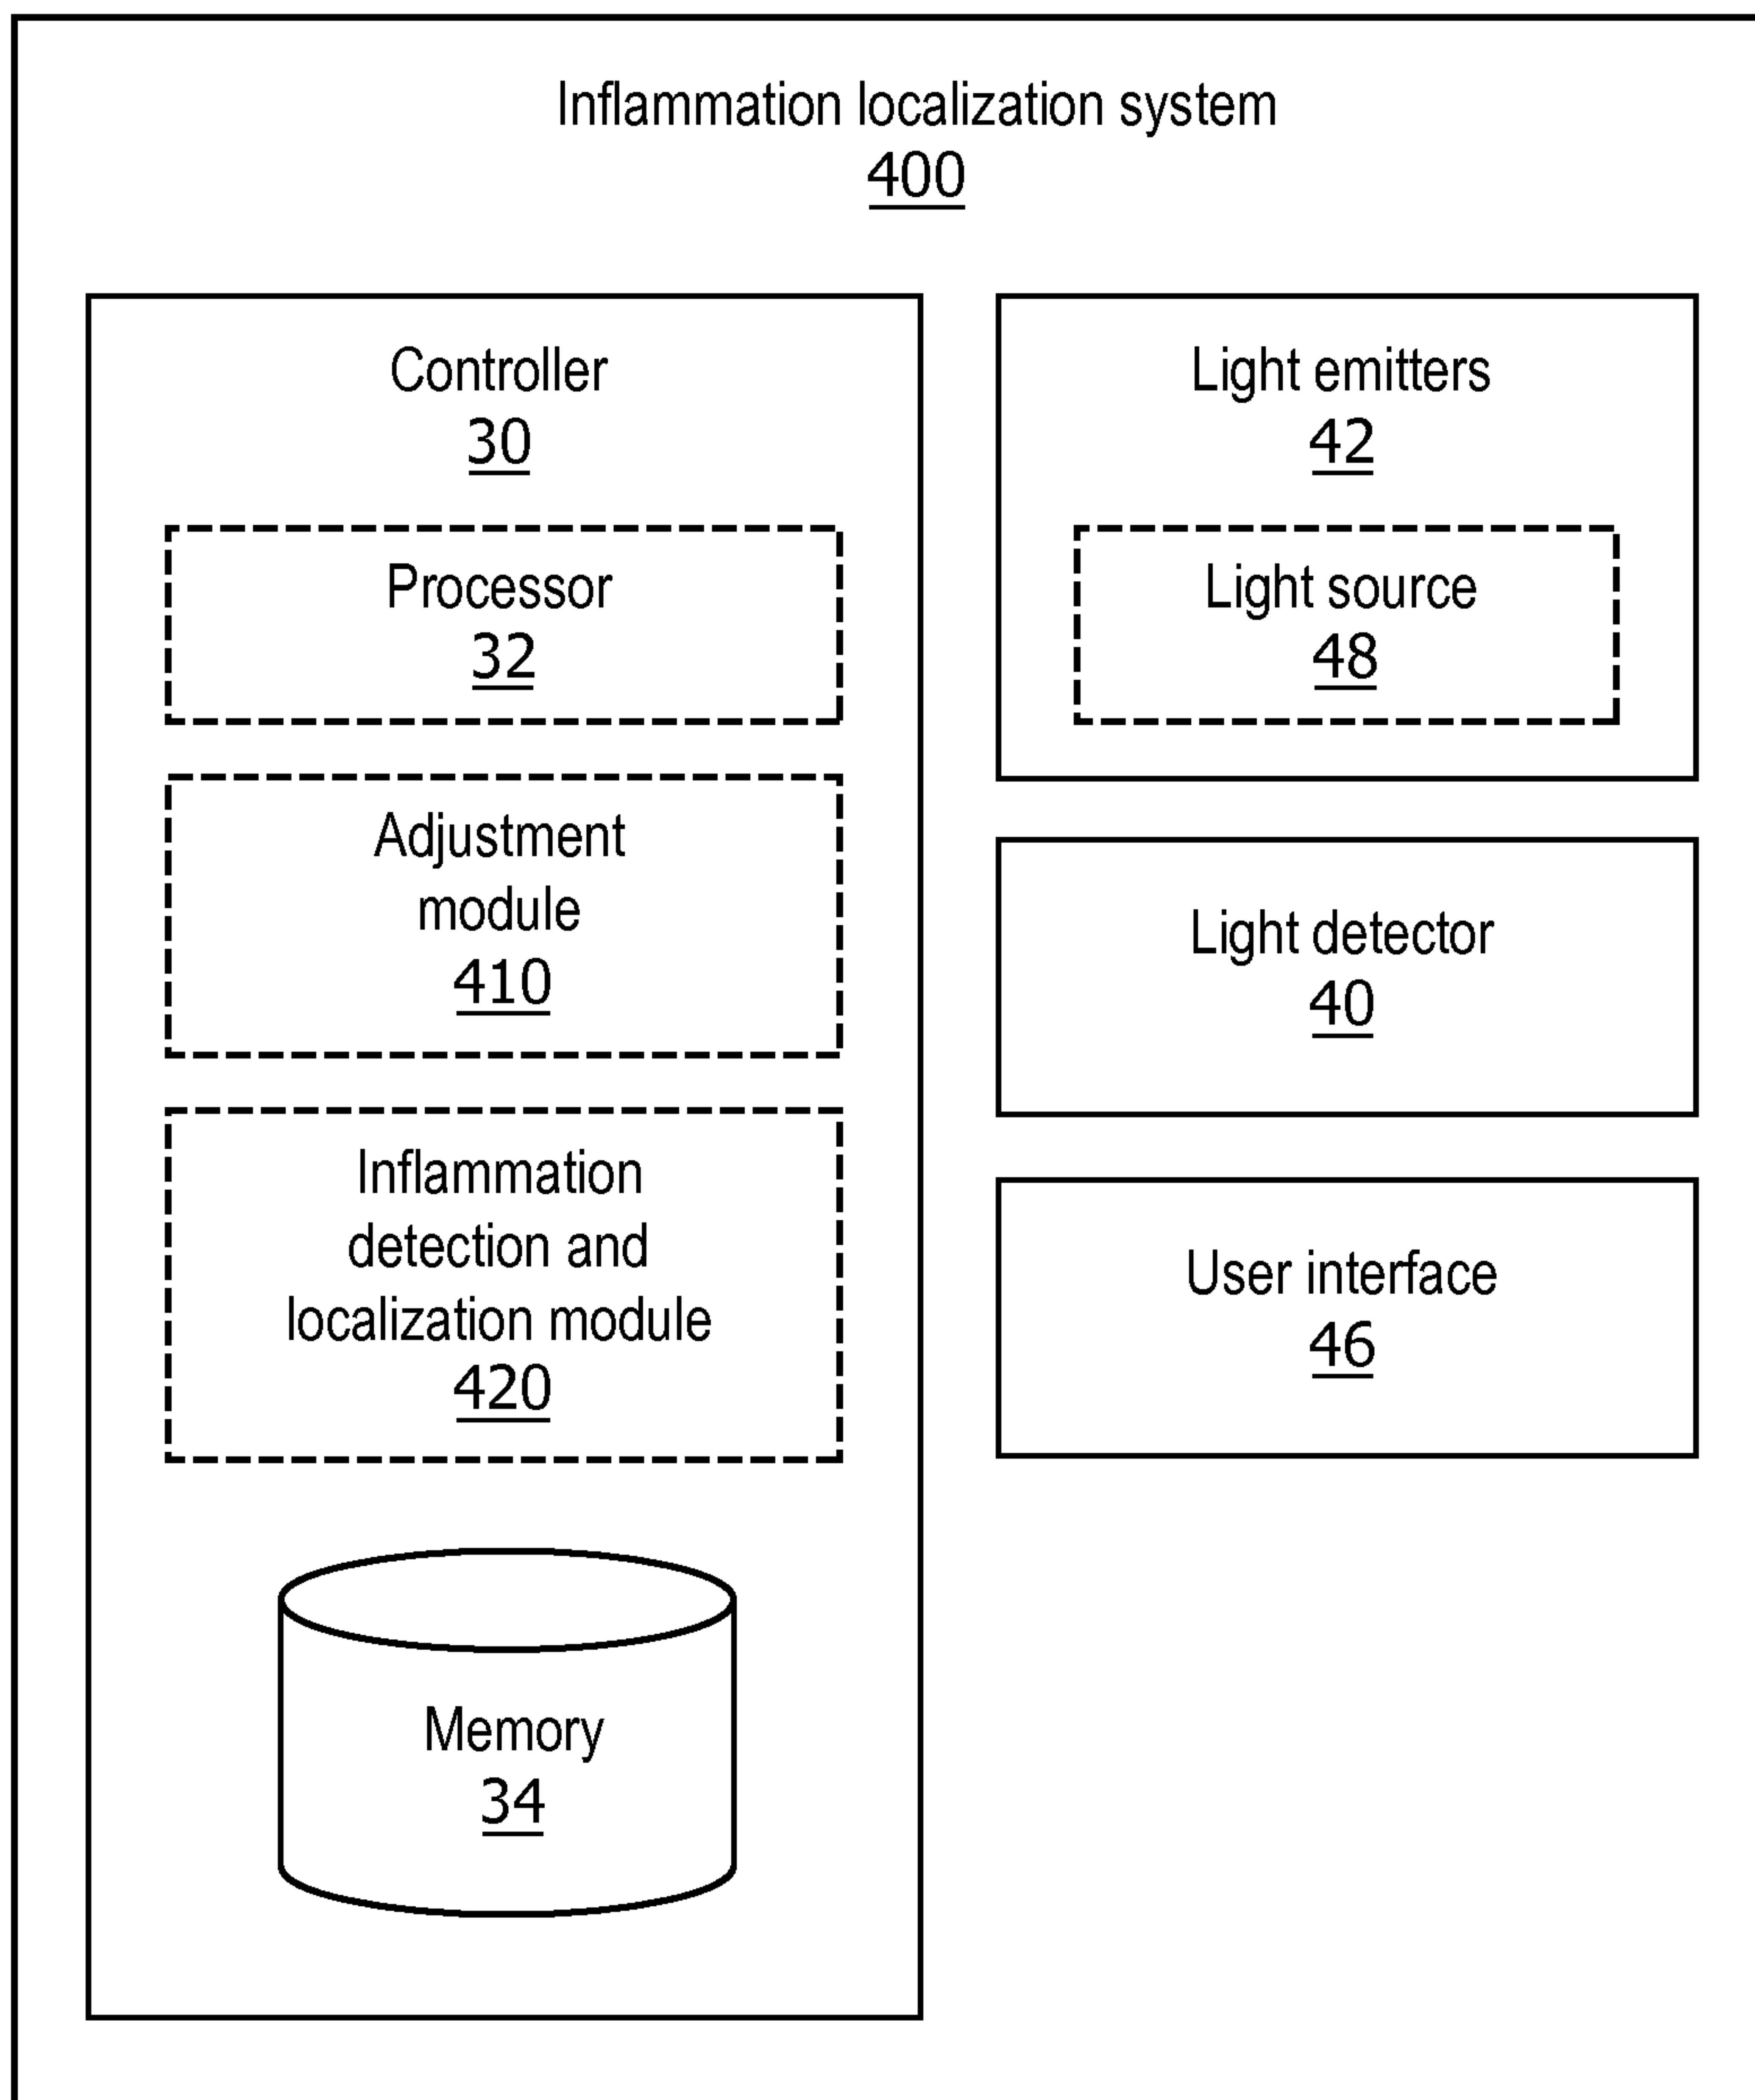 Inflammation localization system
400
Controller
30
Processor
32
Adjustment
module
410
Inflammation
detection and
localization module
420
Memory
34
Light emitters
42
Light source
48
Light detector
40
User interface
46